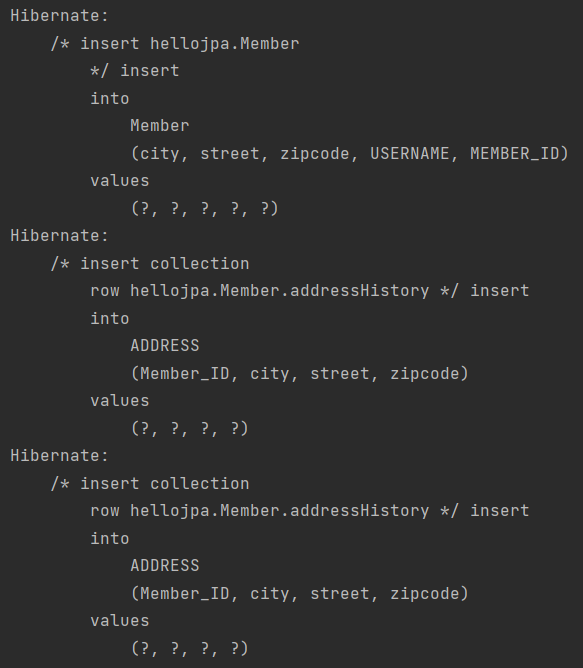 Hibernate:
    /* insert hellojpa.Member
        */ insert
        into
            Member
            (city, street, zipcode, USERNAME, MEMBER_ID)
        values
            (?, ?, ?, ?, ?)
Hibernate:
    /* insert collection
        row hellojpa.Member.addressHistory */ insert
        into
            ADDRESS
            (Member_ID, city, street, zipcode)
        values
            (?, ?, ?, ?)
Hibernate:
    /* insert collection
        row hellojpa.Member.addressHistory */ insert
        into
            ADDRESS
            (Member_ID, city, street, zipcode)
        values
            (?, ?, ?, ?)